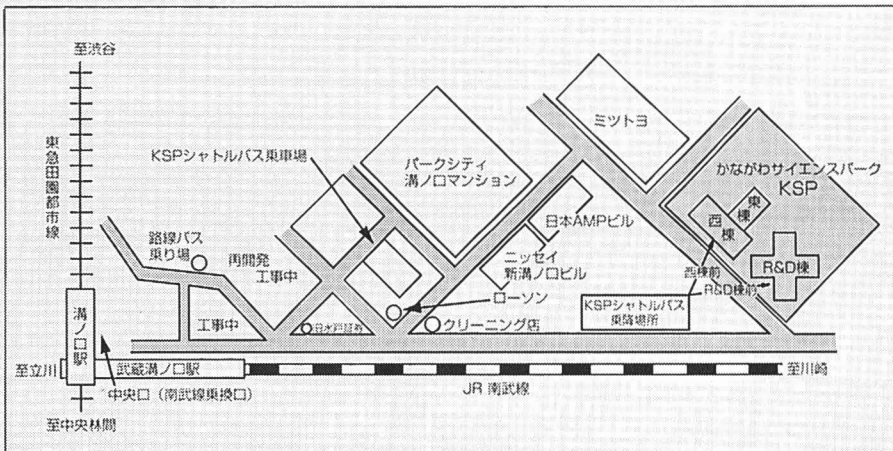 至渋谷
東急田園都市線
KSPシャトルバス乗車場
パークシティ
溝ノ口マンション
ミツトヨ
かながわサイエンスパーク
KSP
東棟
西棟
R&D棟
西棟前
R&D棟前
KSPシャトルバス
乗降場所
日本AMPビル
ニッセイ
新溝ノ口ビル
路線バス
乗り場
再開発
工事中
工事中
ローソン
日水戸証券
クリーニング店
溝ノ口駅
至立川
武蔵溝ノ口駅
中央口（南武線乗換口）
JR 南武線
至川崎
至中央林間